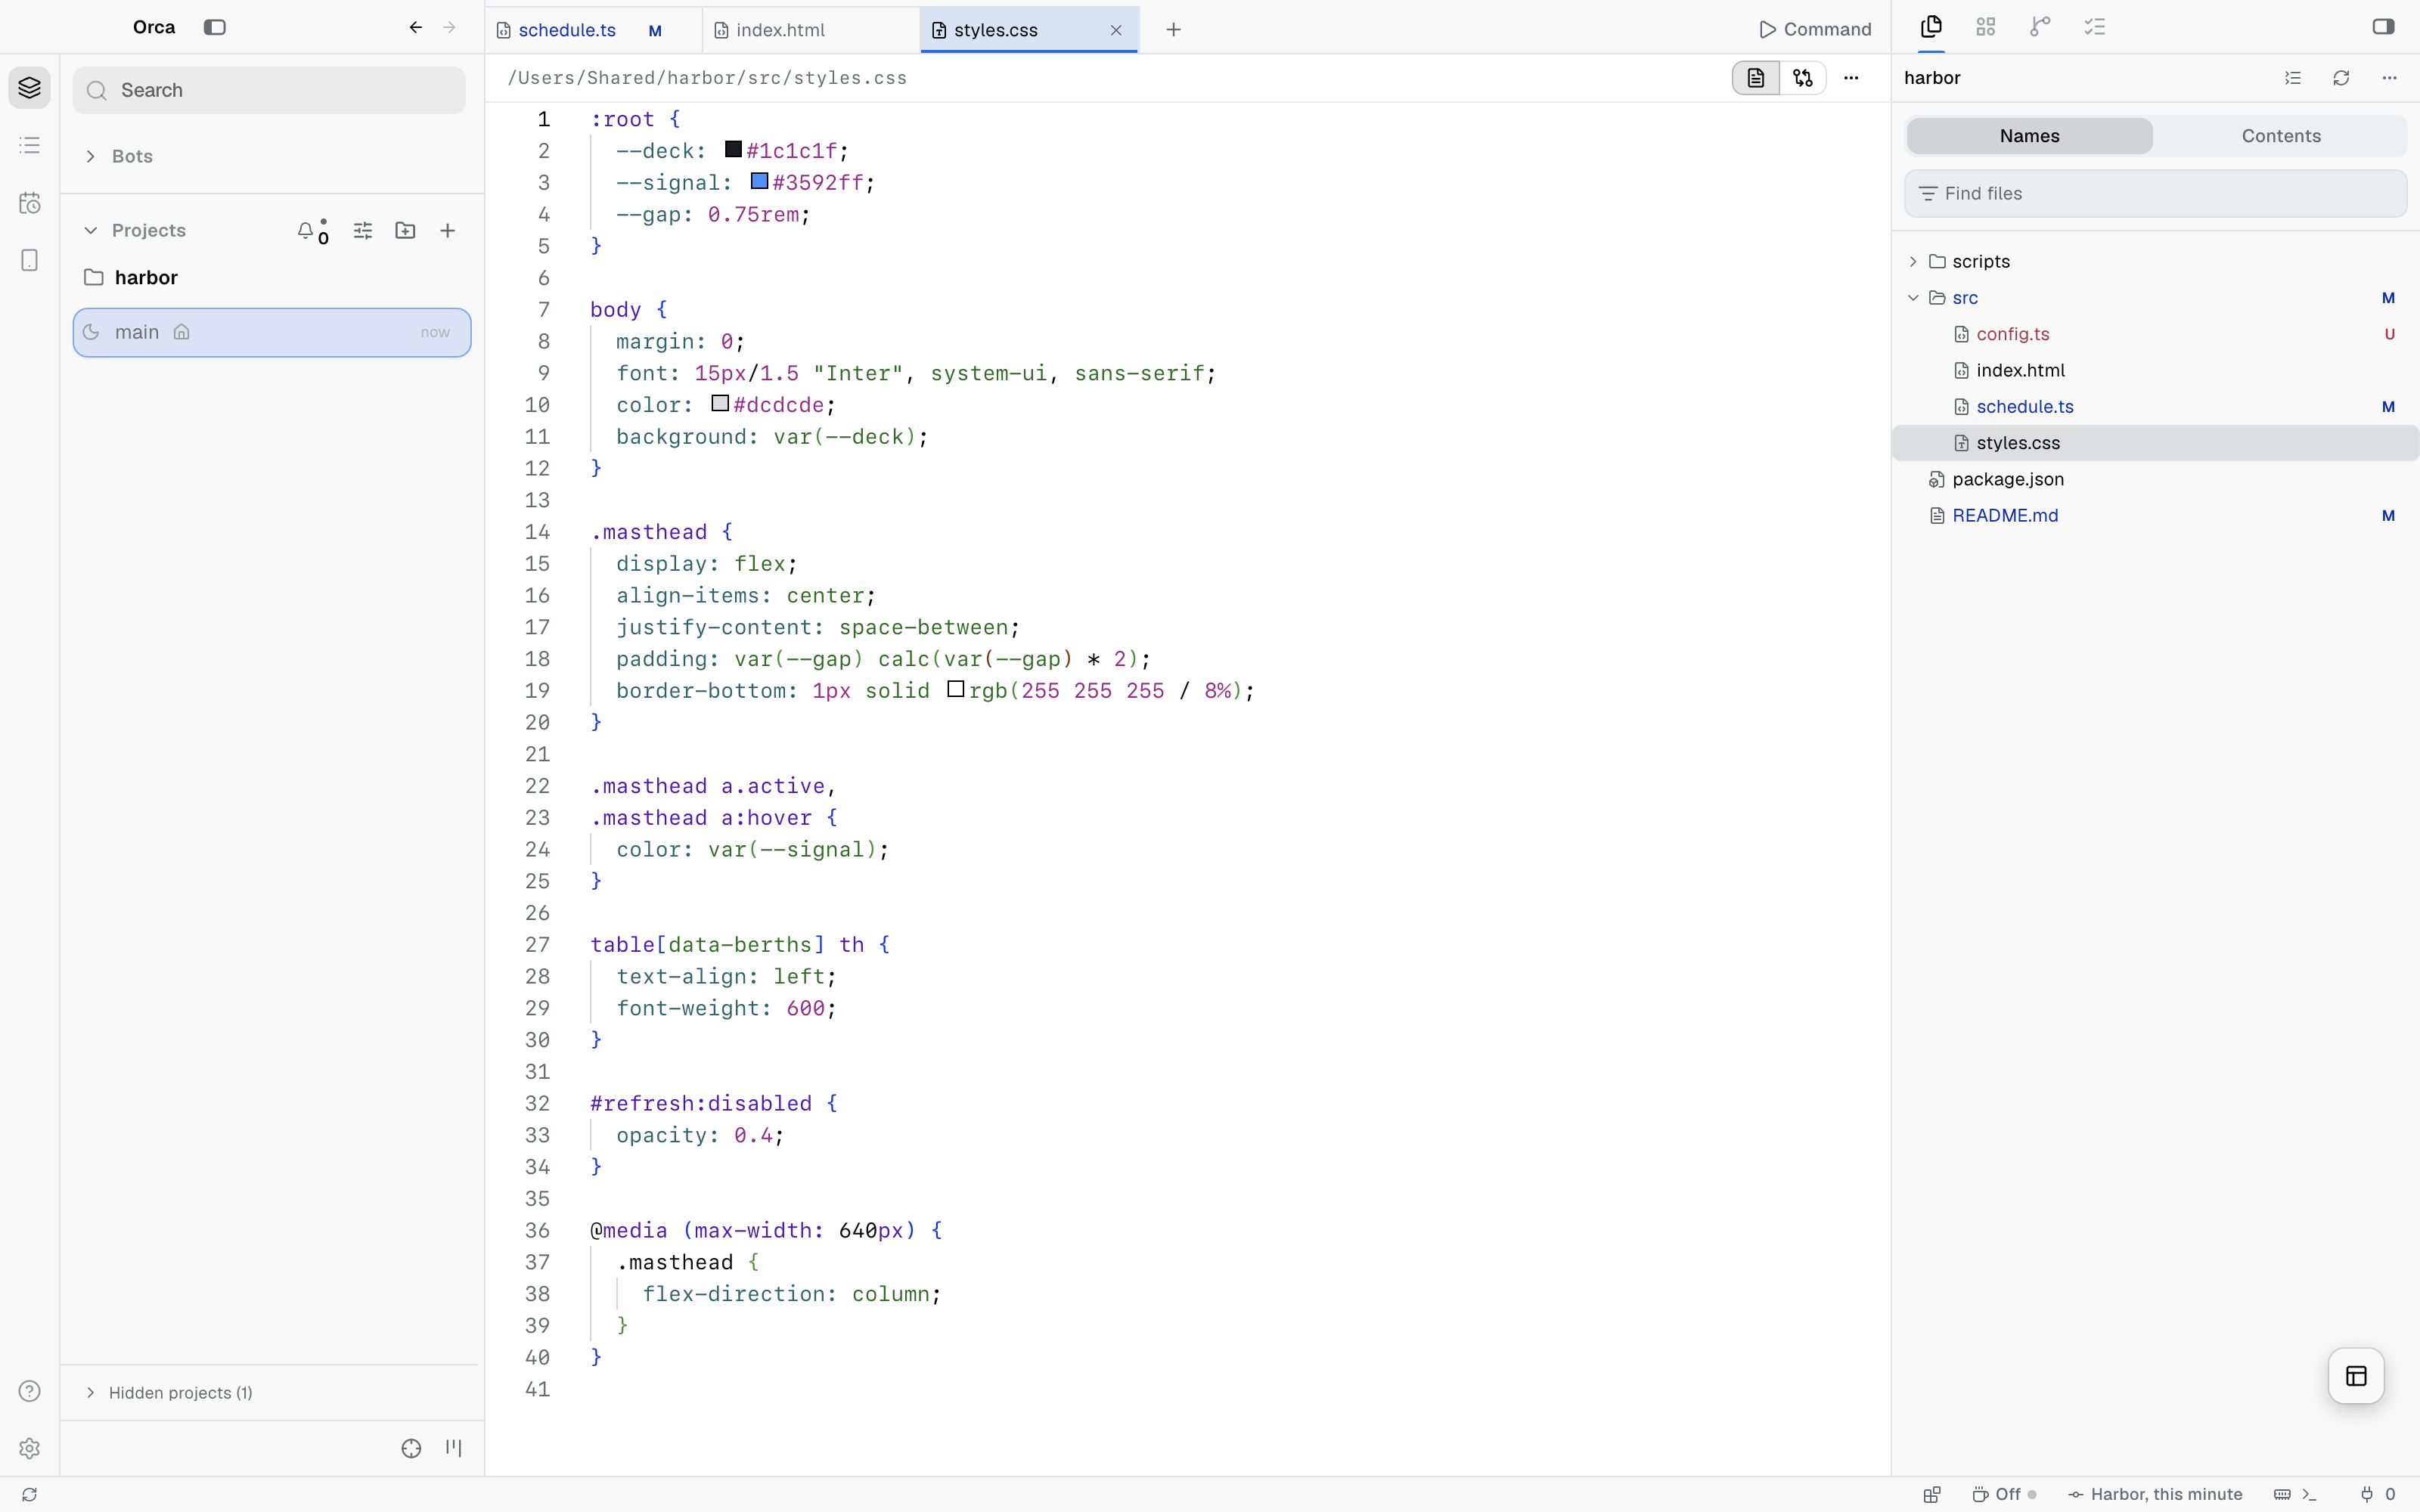 Orca
Search
Bots
Projects
0
harbor
main
now
Hidden projects (1)
schedule.ts M
index.html
styles.css
Command
/Users/Shared/harbor/src/styles.css
1 :root {
2 --deck: #1c1c1f;
3 --signal: #3592ff;
4 --gap: 0.75rem;
5 }
6
7 body {
8 margin: 0;
9 font: 15px/1.5 "Inter", system-ui, sans-serif;
10 color: #dcdcde;
11 background: var(--deck);
12 }
13
14 .masthead {
15 display: flex;
16 align-items: center;
17 justify-content: space-between;
18 padding: var(--gap) calc(var(--gap) * 2);
19 border-bottom: 1px solid rgb(255 255 255 / 8%);
20 }
21
22 .masthead a.active,
23 .masthead a:hover {
24 color: var(--signal);
25 }
26
27 table[data-berths] th {
28 text-align: left;
29 font-weight: 600;
30 }
31
32 #refresh:disabled {
33 opacity: 0.4;
34 }
35
36 @media (max-width: 640px) {
37 .masthead {
38 flex-direction: column;
39 }
40 }
41
harbor
Names Contents
Find files
scripts
src M
config.ts U
index.html
schedule.ts M
styles.css
package.json
README.md M
Off
Harbor, this minute
0